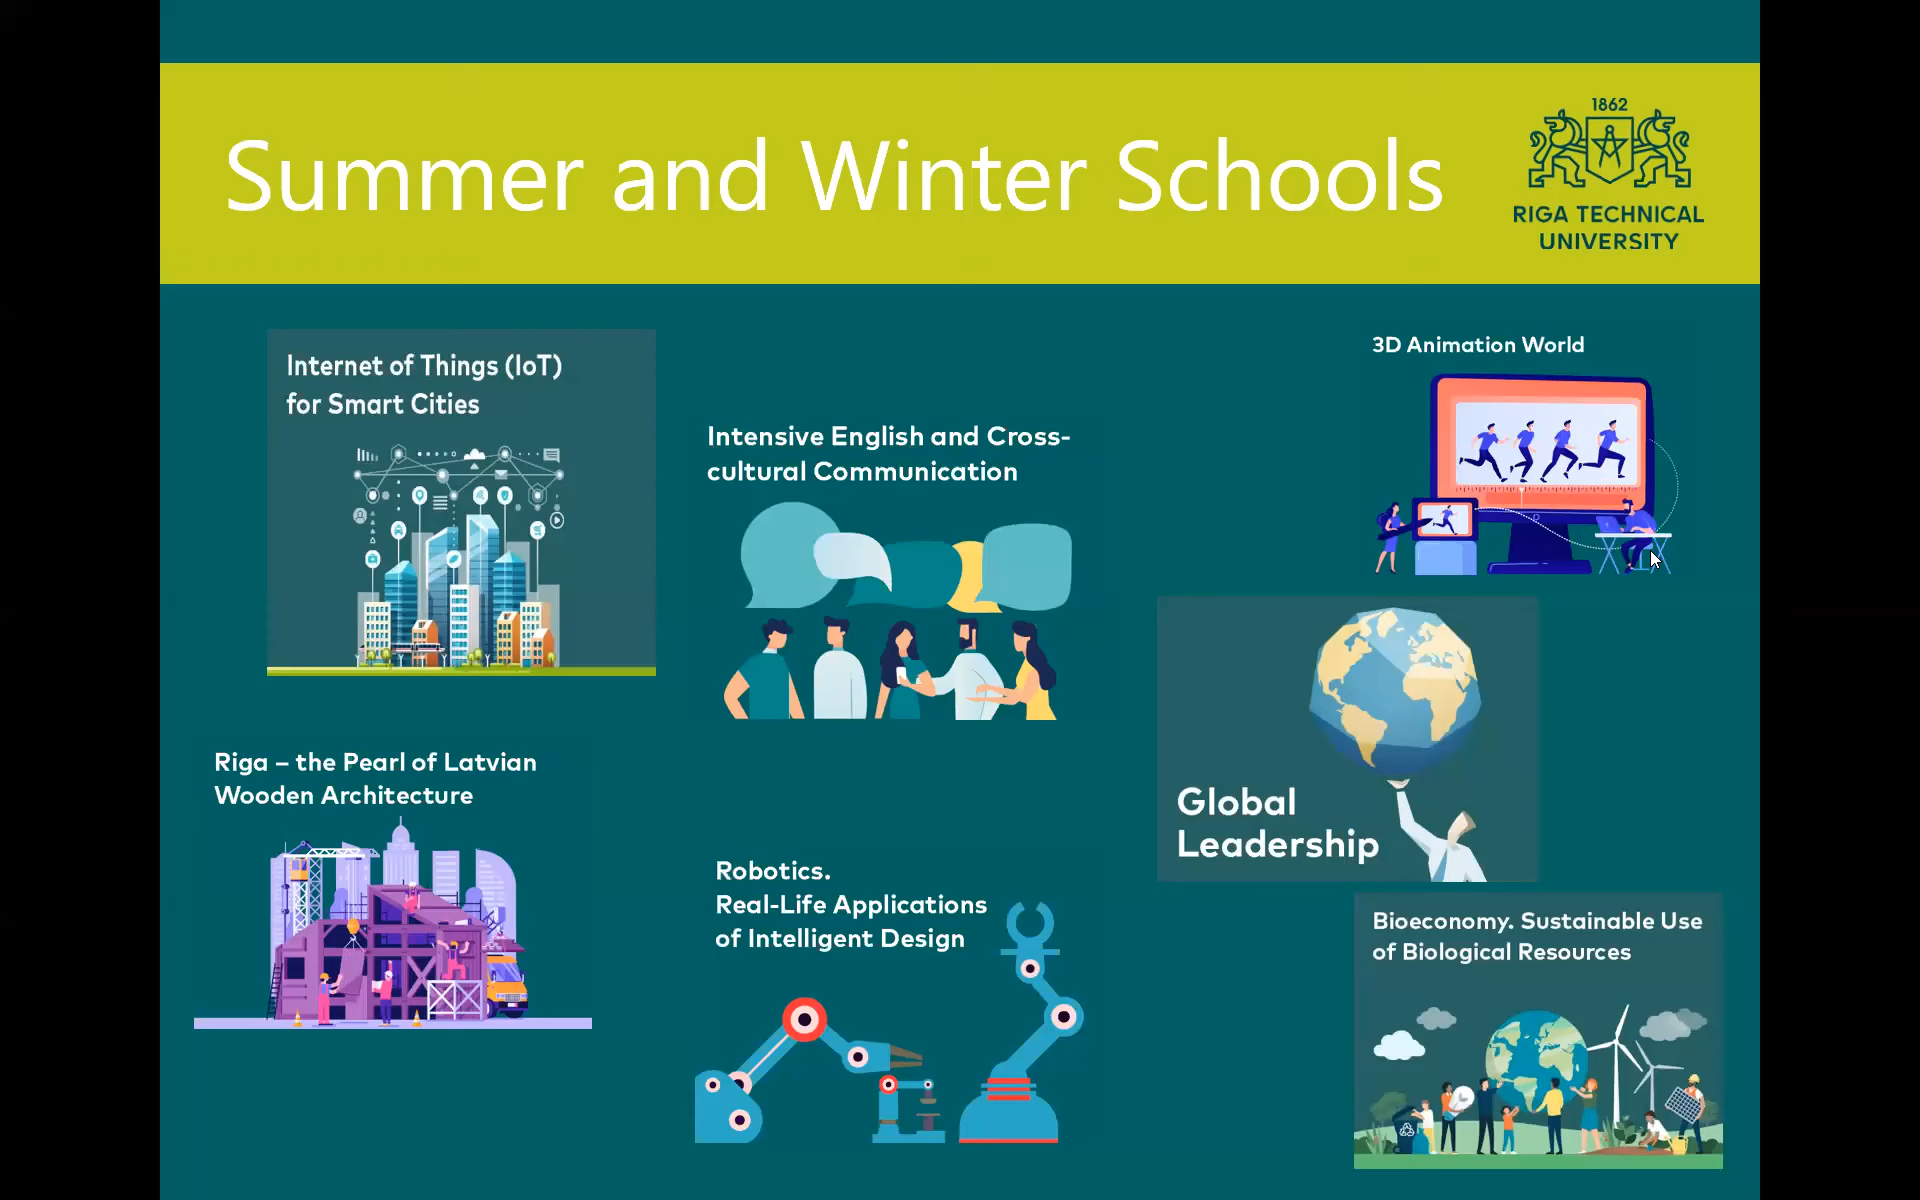 Summer and Winter Schools
1862
RIGA TECHNICAL
UNIVERSITY
Internet of Things (IoT)
for Smart Cities
Intensive English and Cross-
cultural Communication
3D Animation World
Global
Leadership
Riga – the Pearl of Latvian
Wooden Architecture
Robotics.
Real-Life Applications
of Intelligent Design
Bioeconomy. Sustainable Use
of Biological Resources